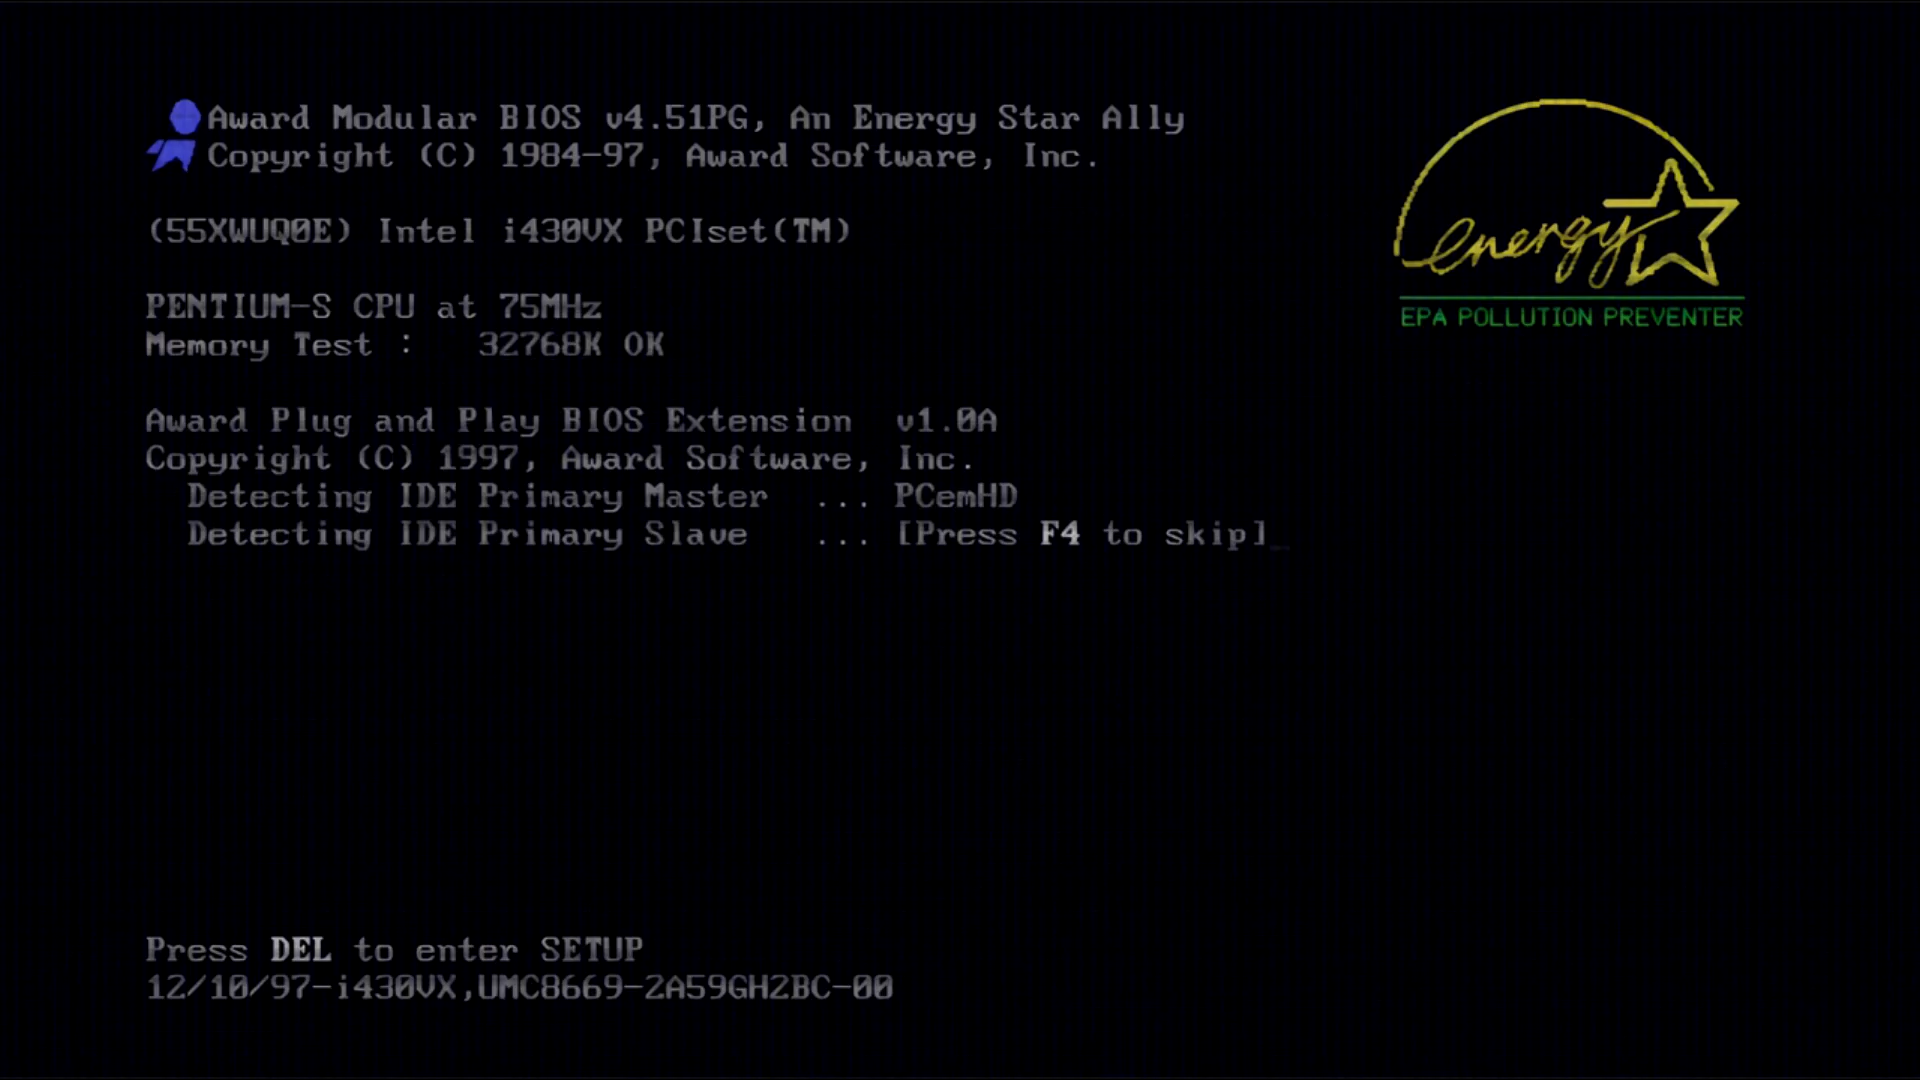 Award Modular BIOS v4.51PG, An Energy Star Ally
Copyright (C) 1984-97, Award Software, Inc.
energy
EPA POLLUTION PREVENTER
(55XWUQ0E) Intel i430VX PCIset(TM)
PENTIUM-S CPU at 75MHz
Memory Test :   32768K OK
Award Plug and Play BIOS Extension  v1.0A
Copyright (C) 1997, Award Software, Inc.
Detecting IDE Primary Master  ... PCemHD
Detecting IDE Primary Slave   ... [Press F4 to skip]_
Press DEL to enter SETUP
12/10/97-i430VX,UMC8669-2A59GH2BC-00